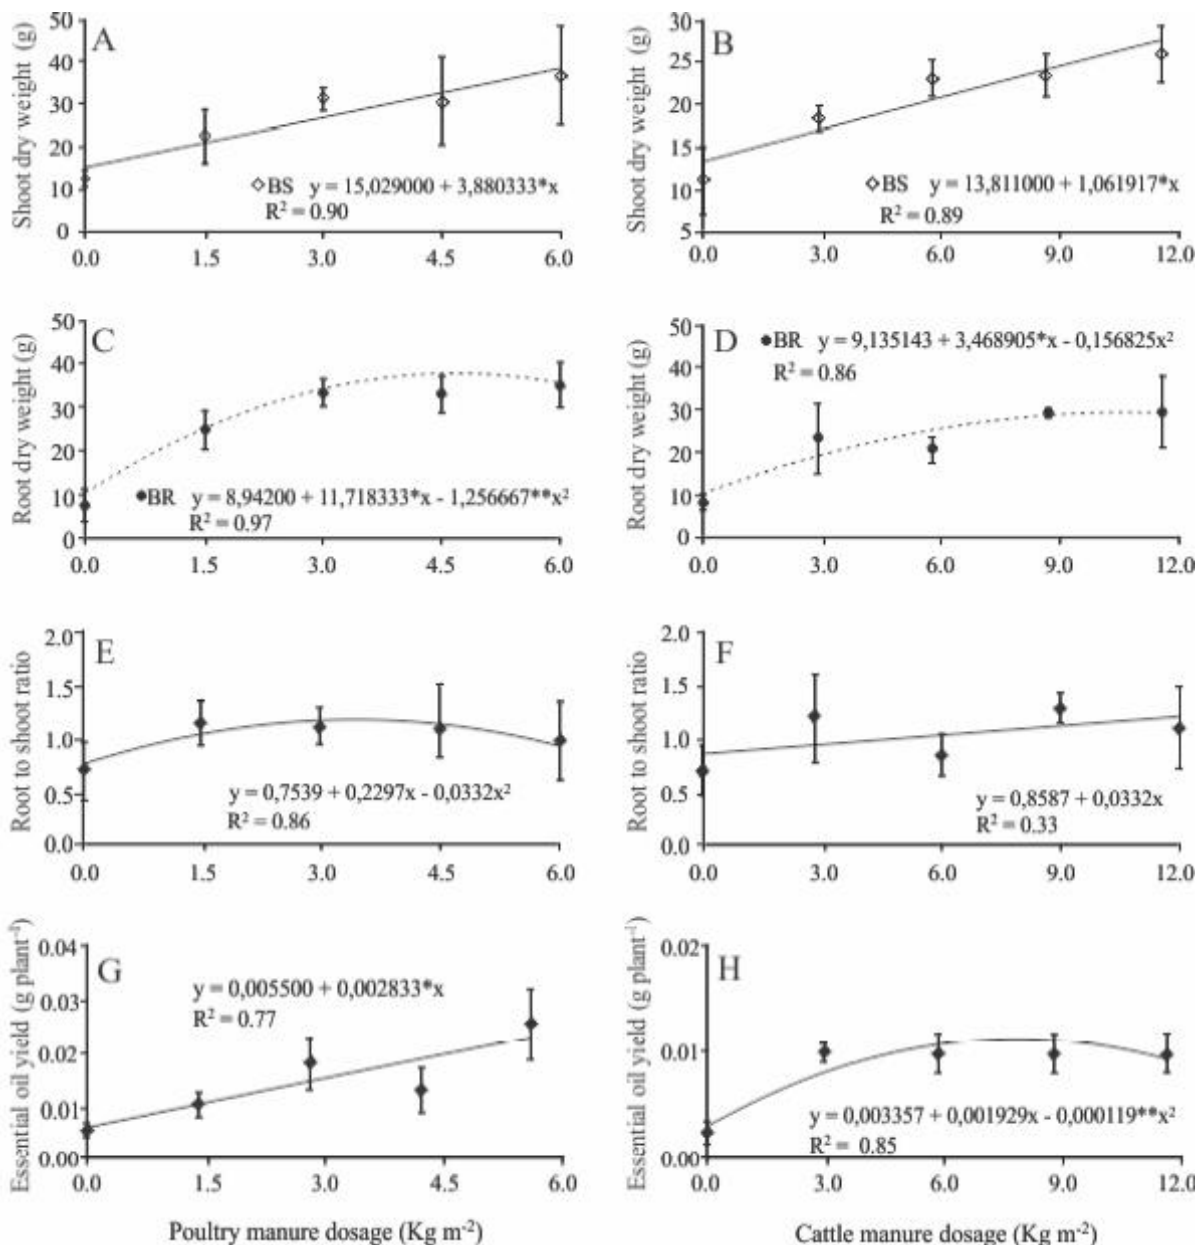 A
Shoot dry weight (g)
50
40
30
20
10
0
◇BS y = 15,029000 + 3,880333*x
R² = 0.90
0.0 1.5 3.0 4.5 6.0
B
Shoot dry weight (g)
30
25
20
15
10
5
◇BS y = 13,811000 + 1,061917*x
R² = 0.89
0.0 3.0 6.0 9.0 12.0
C
Root dry weight (g)
50
40
30
20
10
0
●BR y = 8,94200 + 11,718333*x - 1,256667**x²
R² = 0.97
0.0 1.5 3.0 4.5 6.0
D
Root dry weight (g)
50
40
30
20
10
0
●BR y = 9,135143 + 3,468905*x - 0,156825x²
R² = 0.86
0.0 3.0 6.0 9.0 12.0
E
Root to shoot ratio
2.0
1.5
1.0
0.5
0.0
y = 0,7539 + 0,2297x - 0,0332x²
R² = 0.86
0.0 1.5 3.0 4.5 6.0
F
Root to shoot ratio
2.0
1.5
1.0
0.5
0.0
y = 0,8587 + 0,0332x
R² = 0.33
0.0 3.0 6.0 9.0 12.0
G
Essential oil yield (g plant⁻¹)
0.04
0.03
0.02
0.01
0.00
y = 0,005500 + 0,002833*x
R² = 0.77
0.0 1.5 3.0 4.5 6.0
Poultry manure dosage (Kg m⁻²)
H
Essential oil yield (g plant⁻¹)
0.02
0.01
0.00
y = 0,003357 + 0,001929x - 0,000119**x²
R² = 0.85
0.0 3.0 6.0 9.0 12.0
Cattle manure dosage (Kg m⁻²)